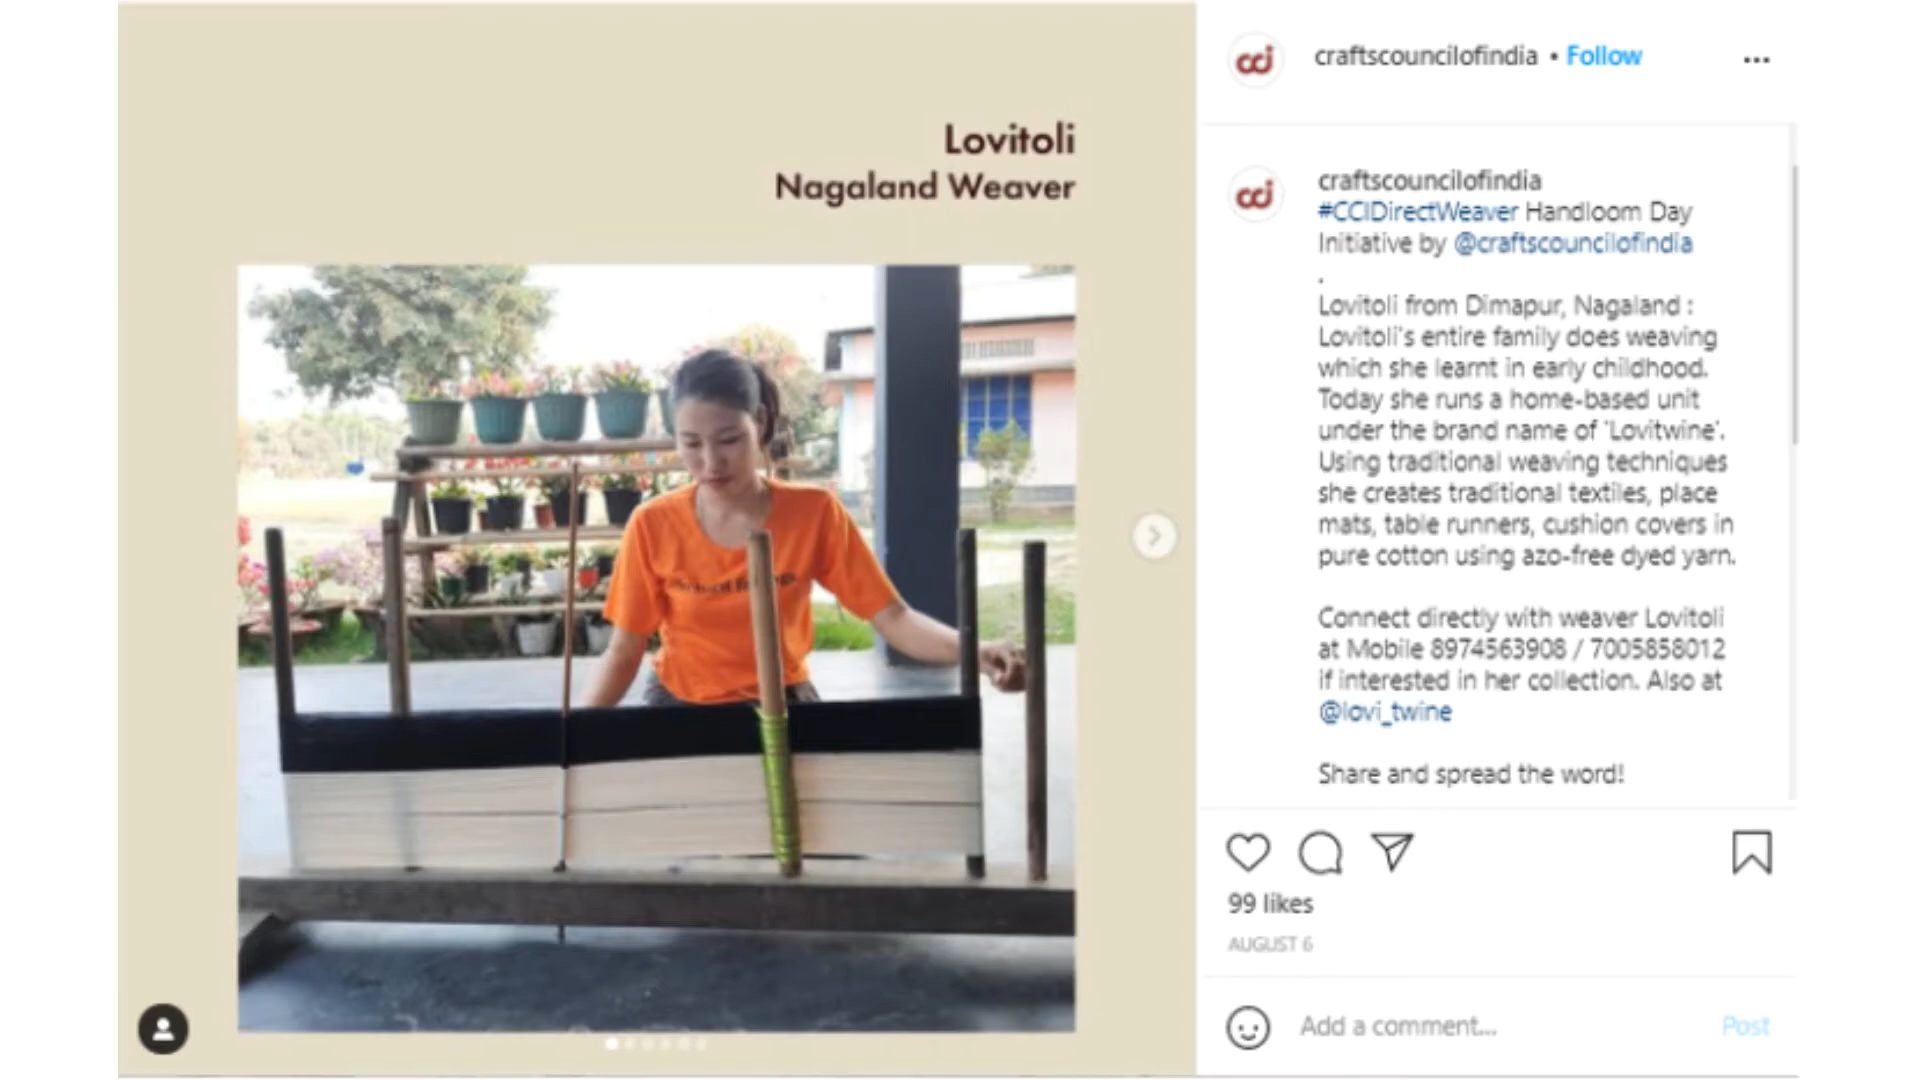 Lovitoli
Nagaland Weaver
cci
craftscouncilofindia • Follow
...
cci
craftscouncilofindia
#CCIDirectWeaver Handloom Day
Initiative by @craftscouncilofindia
.
Lovitoli from Dimapur, Nagaland :
Lovitoli's entire family does weaving
which she learnt in early childhood.
Today she runs a home-based unit
under the brand name of 'Lovitwine'.
Using traditional weaving techniques
she creates traditional textiles, place
mats, table runners, cushion covers in
pure cotton using azo-free dyed yarn.
Connect directly with weaver Lovitoli
at Mobile 8974563908 / 7005858012
if interested in her collection. Also at
@lovi_twine
Share and spread the word!
99 likes
AUGUST 6
Add a comment...
Post